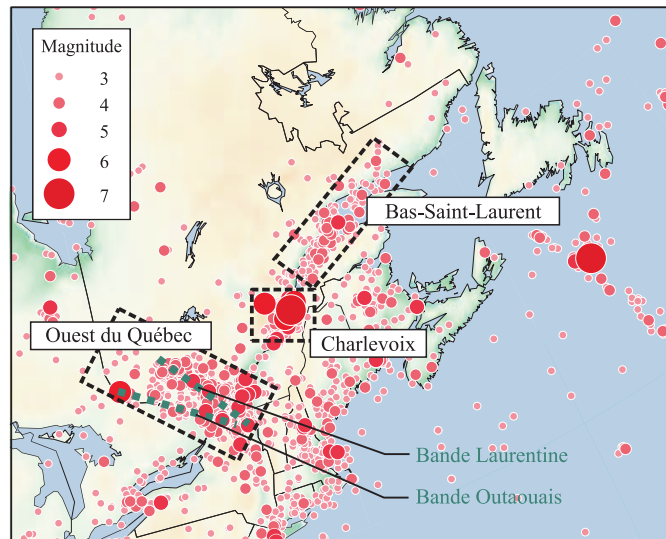 Magnitude
3
4
5
6
7
Bas-Saint-Laurent
Ouest du Québec
Charlevoix
Bande Laurentine
Bande Outaouais